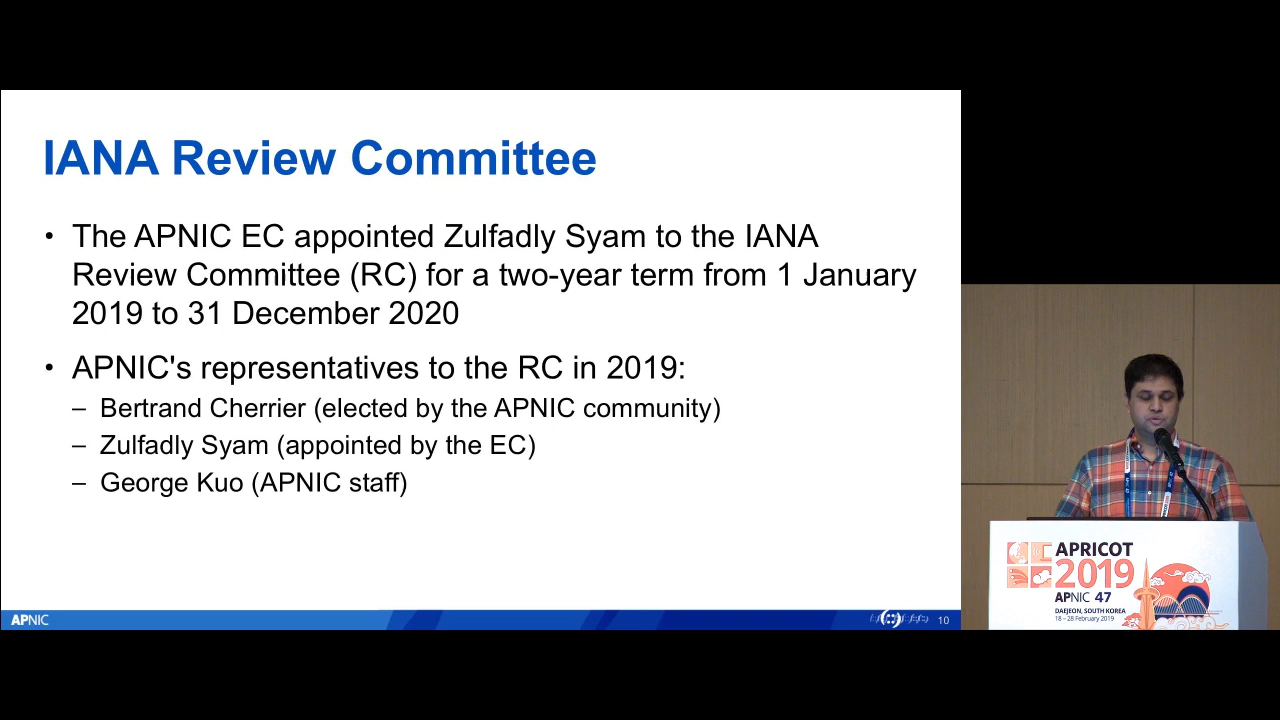 IANA Review Committee
• The APNIC EC appointed Zulfadly Syam to the IANA
Review Committee (RC) for a two-year term from 1 January
2019 to 31 December 2020
• APNIC's representatives to the RC in 2019:
– Bertrand Cherrier (elected by the APNIC community)
– Zulfadly Syam (appointed by the EC)
– George Kuo (APNIC staff)
APNIC
10
APRICOT
2019
APNIC 47
DAEJEON, SOUTH KOREA
18 – 28 February 2019